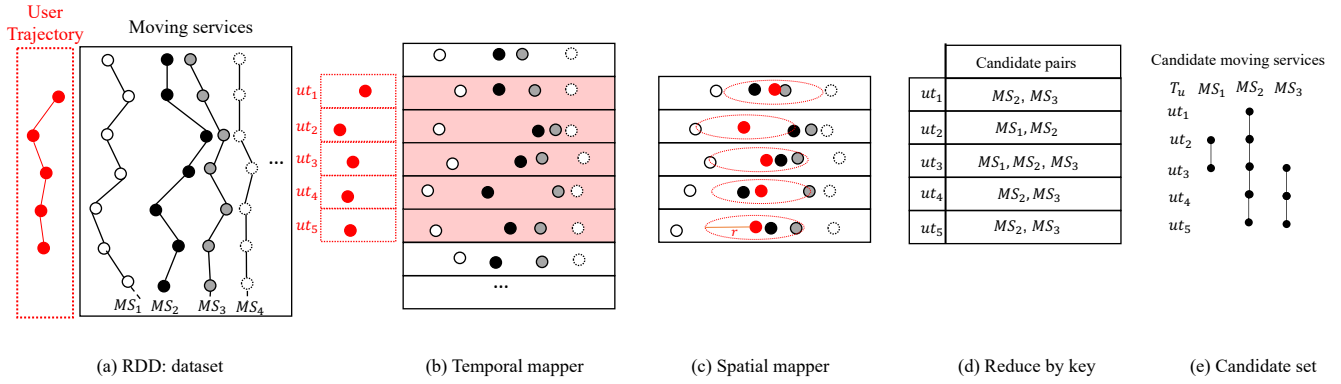 User
Trajectory
Moving services
...
MS₁ MS₂ MS₃ MS₄
ut₁
ut₂
ut₃
ut₄
ut₅
...
r
Candidate pairs
ut₁ MS₂, MS₃
ut₂ MS₁, MS₂
ut₃ MS₁, MS₂, MS₃
ut₄ MS₂, MS₃
ut₅ MS₂, MS₃
Candidate moving services
Tᵤ MS₁ MS₂ MS₃
ut₁
ut₂
ut₃
ut₄
ut₅
(a) RDD: dataset
(b) Temporal mapper
(c) Spatial mapper
(d) Reduce by key
(e) Candidate set